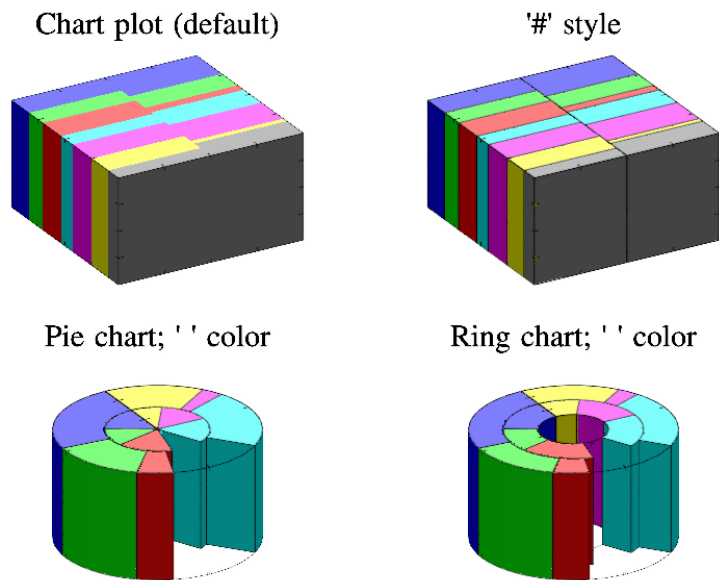 Chart plot (default)
'#' style
Pie chart; ' ' color
Ring chart; ' ' color